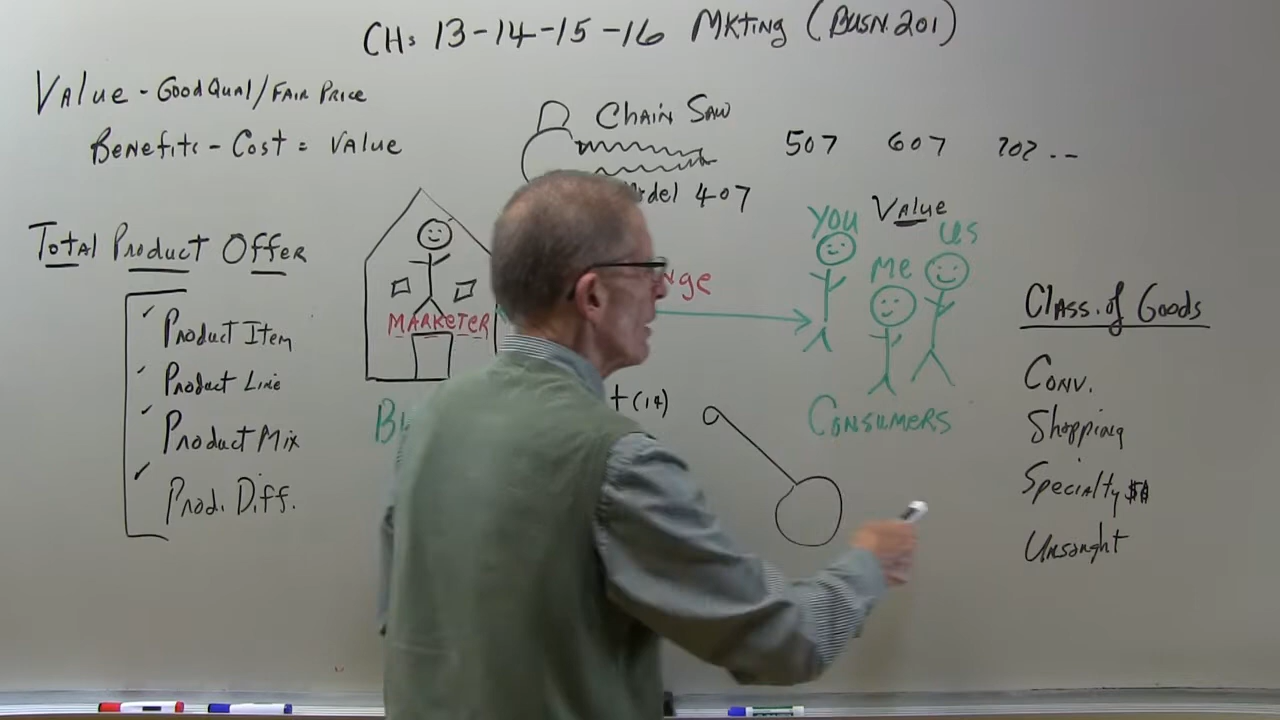 CH: 13-14-15-16 MKting (BUSN.201)
Value - Good Qual/Fair Price
Benefits - Cost = Value
Chain Saw
507 607 707 --
Model 407
Total Product Offer
Product Item
Product Line
Product Mix
Prod. Diff.
MARKETER
You
Value
US
Me
Consumers
(14)
Class. of Goods
Conv.
Shopping
Specialty $$
Unsought